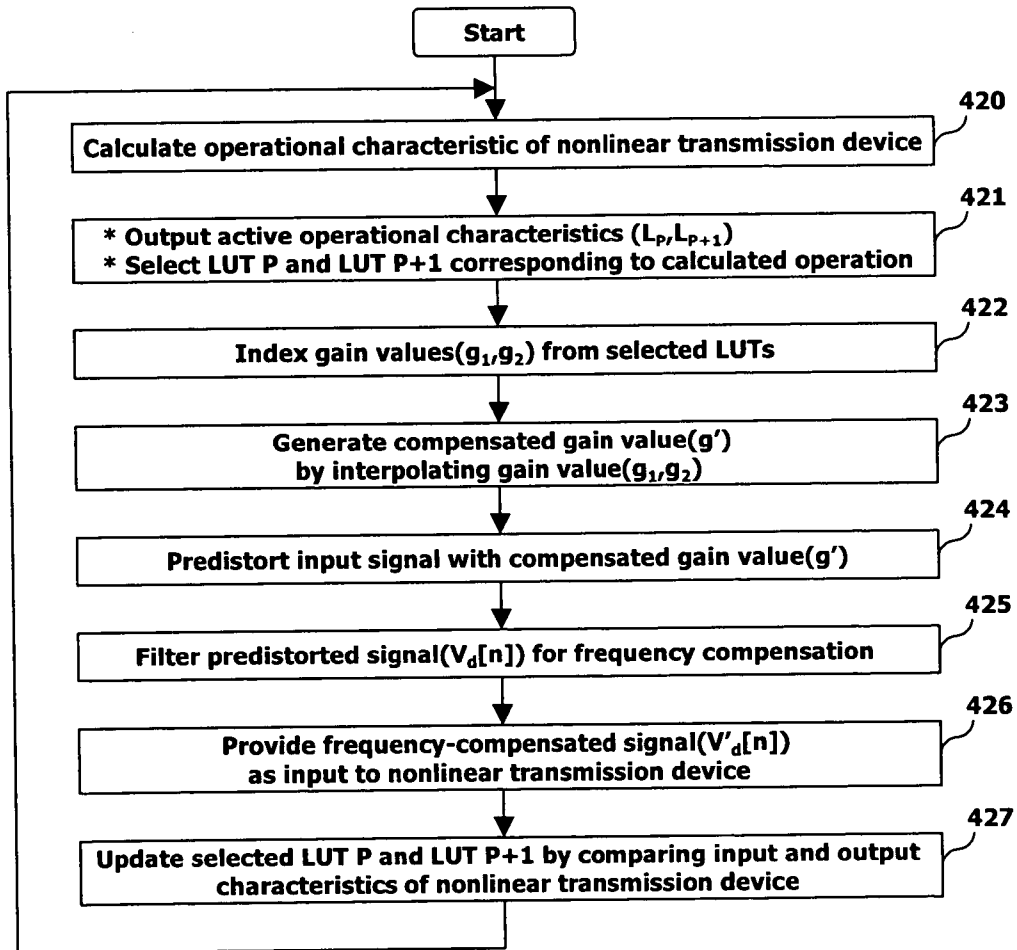 Start
420
Calculate operational characteristic of nonlinear transmission device
421
* Output active operational characteristics (L_P,L_P+1)
* Select LUT P and LUT P+1 corresponding to calculated operation
422
Index gain values(g₁,g₂) from selected LUTs
423
Generate compensated gain value(g')
by interpolating gain value(g₁,g₂)
424
Predistort input signal with compensated gain value(g')
425
Filter predistorted signal(V_d[n]) for frequency compensation
426
Provide frequency-compensated signal(V'_d[n])
as input to nonlinear transmission device
427
Update selected LUT P and LUT P+1 by comparing input and output
characteristics of nonlinear transmission device